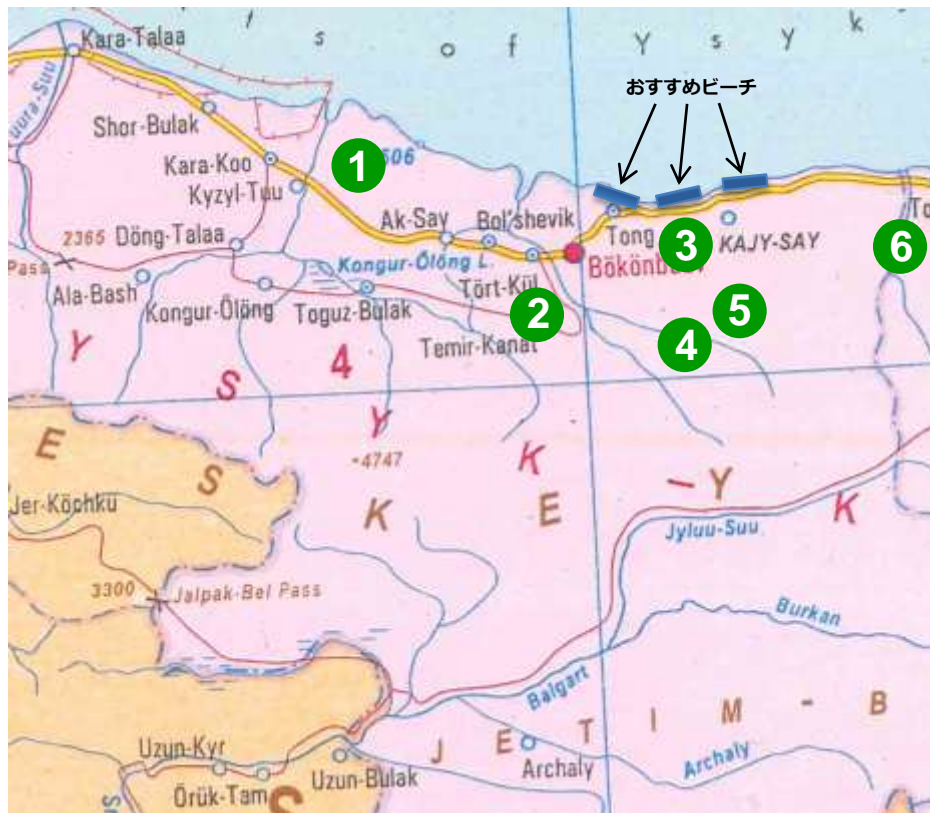 Kara-Talaa
s
o f
Y s y k
おすすめビーチ
uura-Suu
Shor-Bulak
Kara-Koo
1
606
Kyzyl-Tuu
Ak-Say
Bol'shevik
2365
Döng-Talaa
Tong
3
KAJY-SAY
6
Pass
Kongur-Ölöng L.
Tört-Kül
Ala-Bash
Kongur-Ölöng
Toguz-Bulak
2
5
Temir-Kanat
4
Y S 4 Y K K
E S K E - Y
4747
Jer-Köchkü
Jyluu-Suu
3300
Jalpak-Bel Pass
Burkan
Balgart
J E T I M - B
Uzun-Kyr
Uzun-Bulak
Archaly
Archaly
Örük-Tam
S